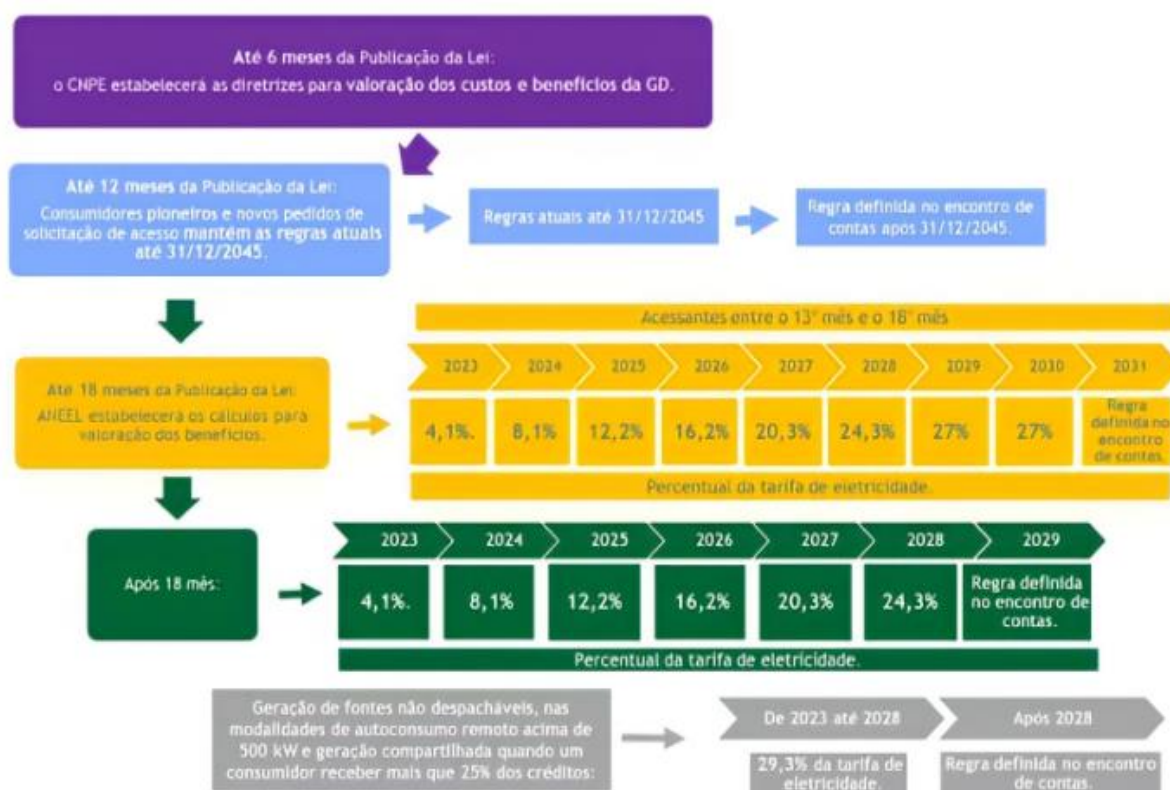 Até 6 meses da Publicação da Lei:
o CNPE estabelecerá as diretrizes para valoração dos custos e benefícios da GD.
Até 12 meses da Publicação da Lei:
Consumidores pioneiros e novos pedidos de
solicitação de acesso mantém as regras atuais
até 31/12/2045.
Regras atuais até 31/12/2045
Regra definida no encontro de
contas após 31/12/2045.
Acessantes entre o 13º mês e o 18º mês
Até 18 meses da Publicação da Lei:
ANEEL estabelecerá os cálculos para
valoração dos benefícios.
2023 2024 2025 2026 2027 2028 2029 2030 2031
4,1%. 8,1% 12,2% 16,2% 20,3% 24,3% 27% 27%
Regra
definida no
encontro
de contas.
Percentual da tarifa de eletricidade.
Após 18 mês:
2023 2024 2025 2026 2027 2028 2029
4,1%. 8,1% 12,2% 16,2% 20,3% 24,3%
Regra definida
no encontro de
contas.
Percentual da tarifa de eletricidade.
Geração de fontes não despacháveis, nas
modalidades de autoconsumo remoto acima de
500 kW e geração compartilhada quando um
consumidor receber mais que 25% dos créditos:
De 2023 até 2028
Após 2028
29,3% da tarifa de
eletricidade.
Regra definida no encontro
de contas.